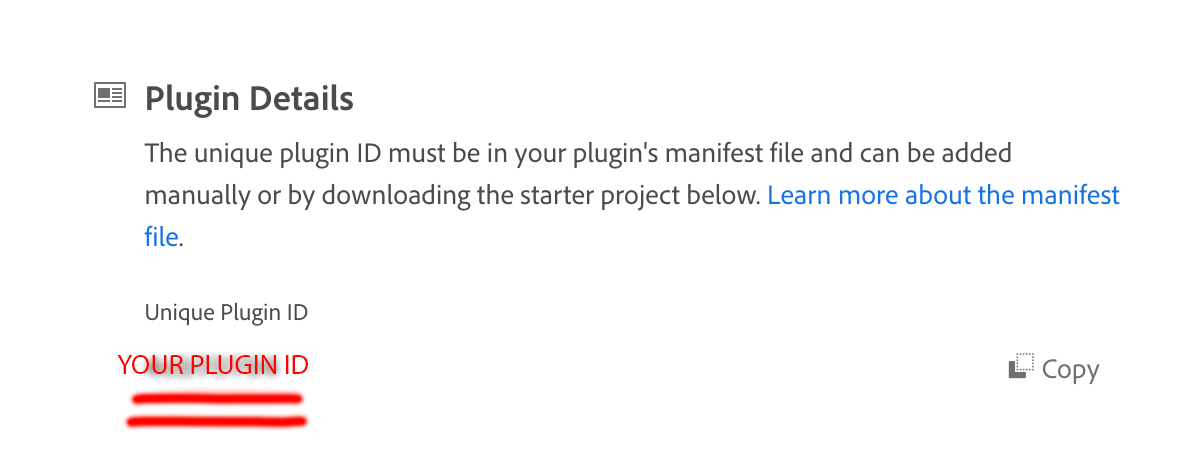 Plugin Details
The unique plugin ID must be in your plugin's manifest file and can be added
manually or by downloading the starter project below. Learn more about the manifest
file.
Unique Plugin ID
YOUR PLUGIN ID
Copy